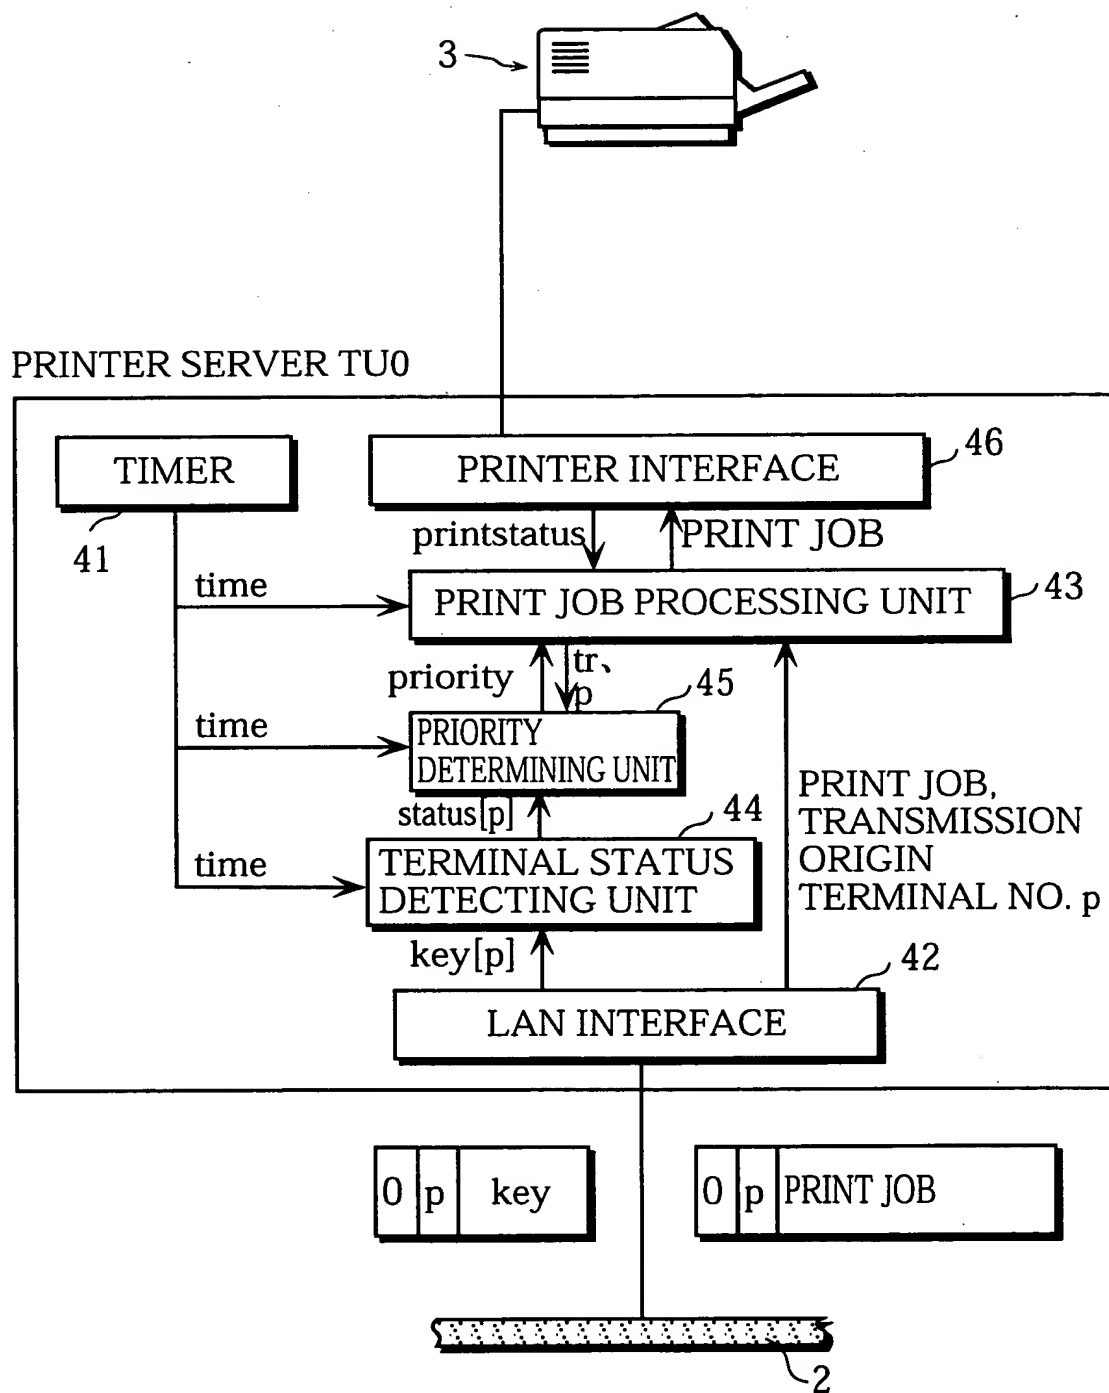 3
PRINTER SERVER TU0
TIMER
41
PRINTER INTERFACE
46
printstatus
PRINT JOB
time
PRINT JOB PROCESSING UNIT
43
priority
tr、
p
45
time
PRIORITY
DETERMINING UNIT
status[p]
44
time
TERMINAL STATUS
DETECTING UNIT
PRINT JOB,
TRANSMISSION
ORIGIN
TERMINAL NO. p
key[p]
42
LAN INTERFACE
0 p key
0 p PRINT JOB
2